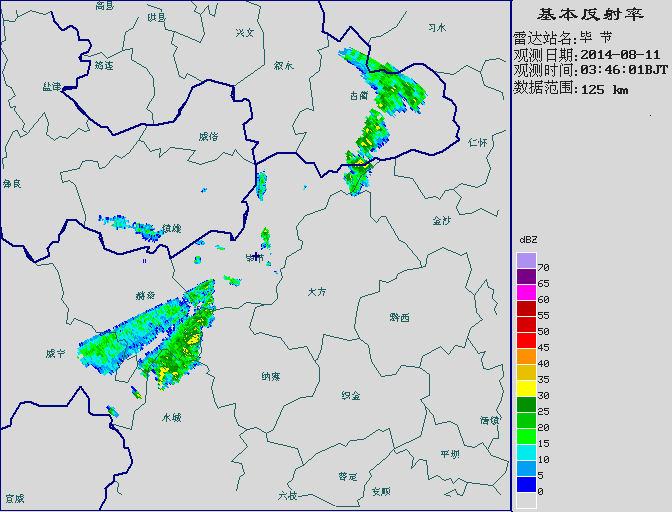 基本反射率
雷达站名:毕 节
观测日期:2014-08-11
观测时间:03:46:01BJT
数据范围:125 km
dBZ
70
65
60
55
50
45
40
35
30
25
20
15
10
5
0
高县
珙县
兴文
习水
筠连
叙水
盐津
古蔺
威信
仁怀
彝良
镇雄
金沙
毕节
赫章
大方
黔西
威宁
纳雍
织金
水城
清镇
平坝
普定
六枝
安顺
宣威